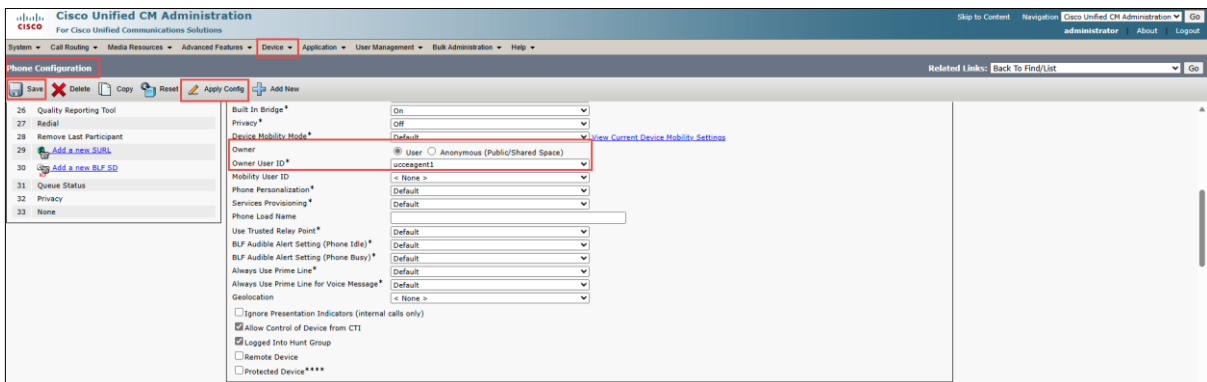 Cisco Unified CM Administration
For Cisco Unified Communications Solutions
Skip to Content Navigation Cisco Unified CM Administration Go
administrator About Logout
System Call Routing Media Resources Advanced Features Device Application User Management Bulk Administration Help
Phone Configuration
Related Links: Back To Find/List Go
Save Delete Copy Reset Apply Config Add New
26 Quality Reporting Tool
27 Redial
28 Remove Last Participant
29 Add a new SURL
30 Add a new BLF SD
31 Queue Status
32 Privacy
33 None
Built In Bridge* On
Privacy* Off
Device Mobility Mode* Default View Current Device Mobility Settings
Owner User Anonymous (Public/Shared Space)
Owner User ID* ucceagent1
Mobility User ID < None >
Phone Personalization* Default
Services Provisioning* Default
Phone Load Name
Use Trusted Relay Point* Default
BLF Audible Alert Setting (Phone Idle)* Default
BLF Audible Alert Setting (Phone Busy)* Default
Always Use Prime Line* Default
Always Use Prime Line for Voice Message* Default
Geolocation < None >
Ignore Presentation Indicators (internal calls only)
Allow Control of Device from CTI
Logged Into Hunt Group
Remote Device
Protected Device****